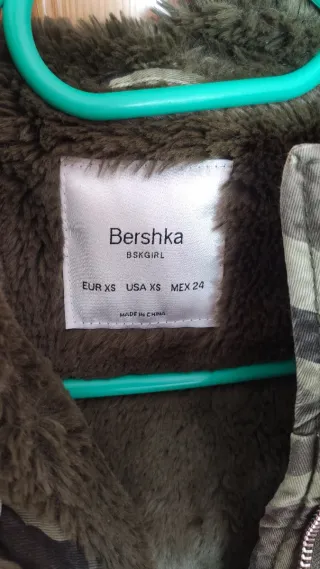 Bershka
BSKGIRL
EUR XS USA XS MEX 24
MADE IN CHINA